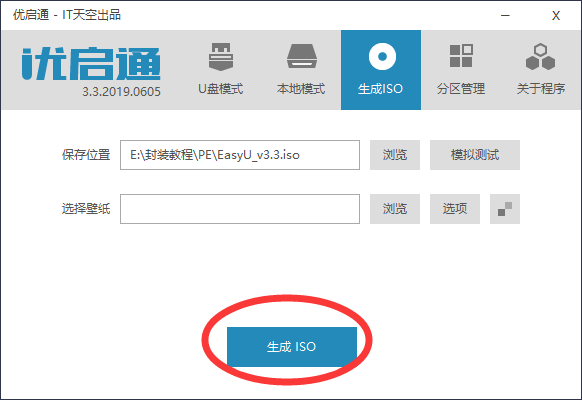 优启通 - IT天空出品
X
优启通
3.3.2019.0605
U盘模式
本地模式
生成ISO
分区管理
关于程序
保存位置 E:\封装教程\PE\EasyU_v3.3.iso 浏览 模拟测试
选择壁纸 浏览 选项
生成 ISO